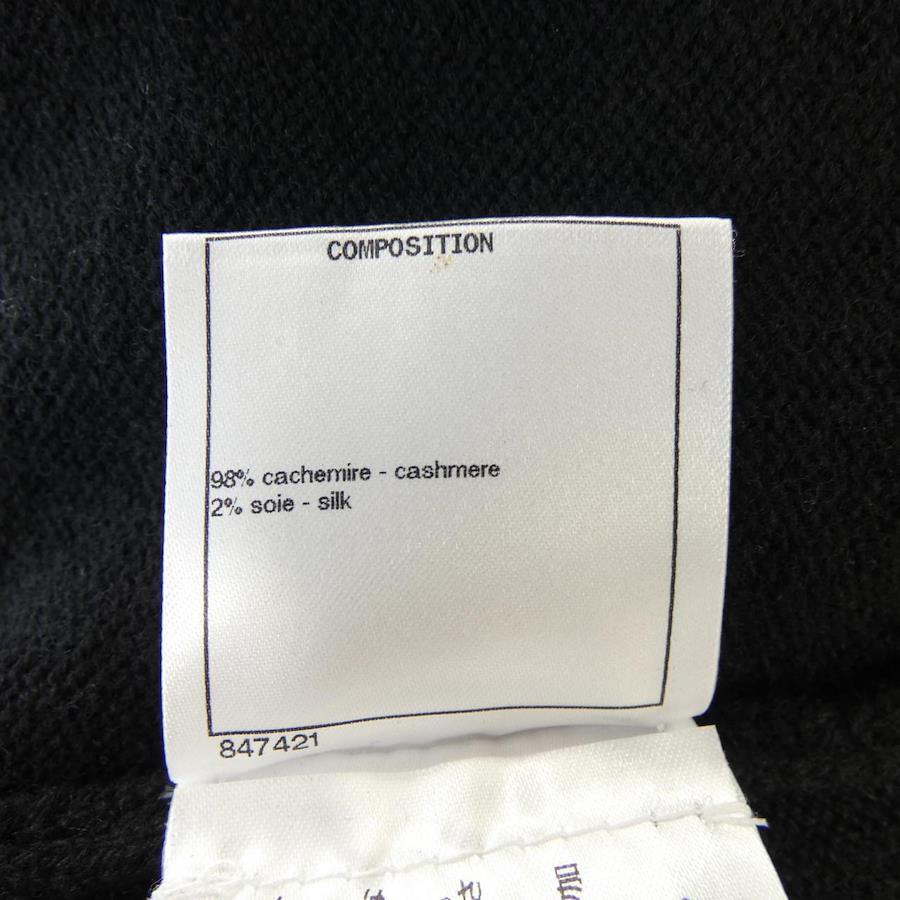 COMPOSITION
98% cachemire - cashmere
2% soie - silk
847421